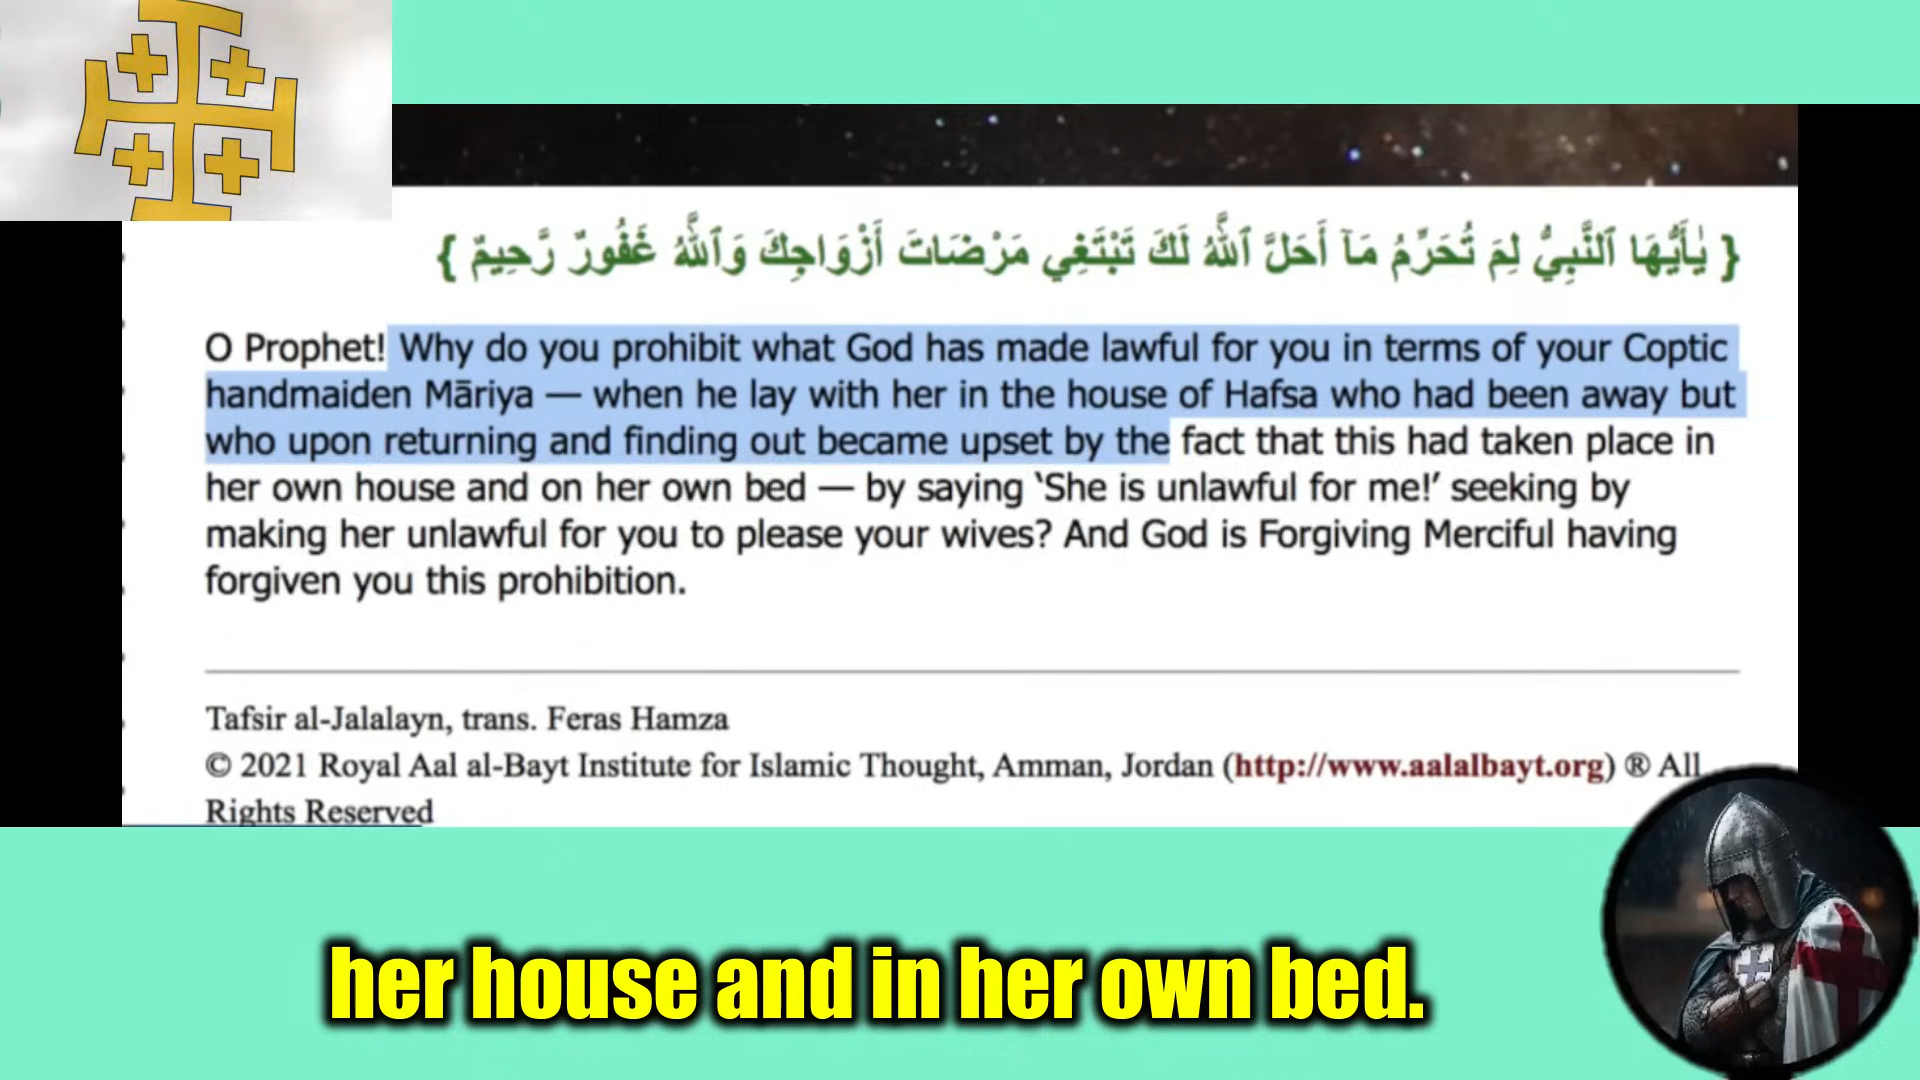 { يَٰأَيُّهَا ٱلنَّبِيُّ لِمَ تُحَرِّمُ مَآ أَحَلَّ ٱللَّهُ لَكَ تَبْتَغِي مَرْضَاتَ أَزْوَاجِكَ وَٱللَّهُ غَفُورٌ رَّحِيمٌ }
O Prophet! Why do you prohibit what God has made lawful for you in terms of your Coptic
handmaiden Māriya — when he lay with her in the house of Hafsa who had been away but
who upon returning and finding out became upset by the fact that this had taken place in
her own house and on her own bed — by saying ‘She is unlawful for me!’ seeking by
making her unlawful for you to please your wives? And God is Forgiving Merciful having
forgiven you this prohibition.
Tafsir al-Jalalayn, trans. Feras Hamza
© 2021 Royal Aal al-Bayt Institute for Islamic Thought, Amman, Jordan (http://www.aalalbayt.org) ® All
Rights Reserved
her house and in her own bed.